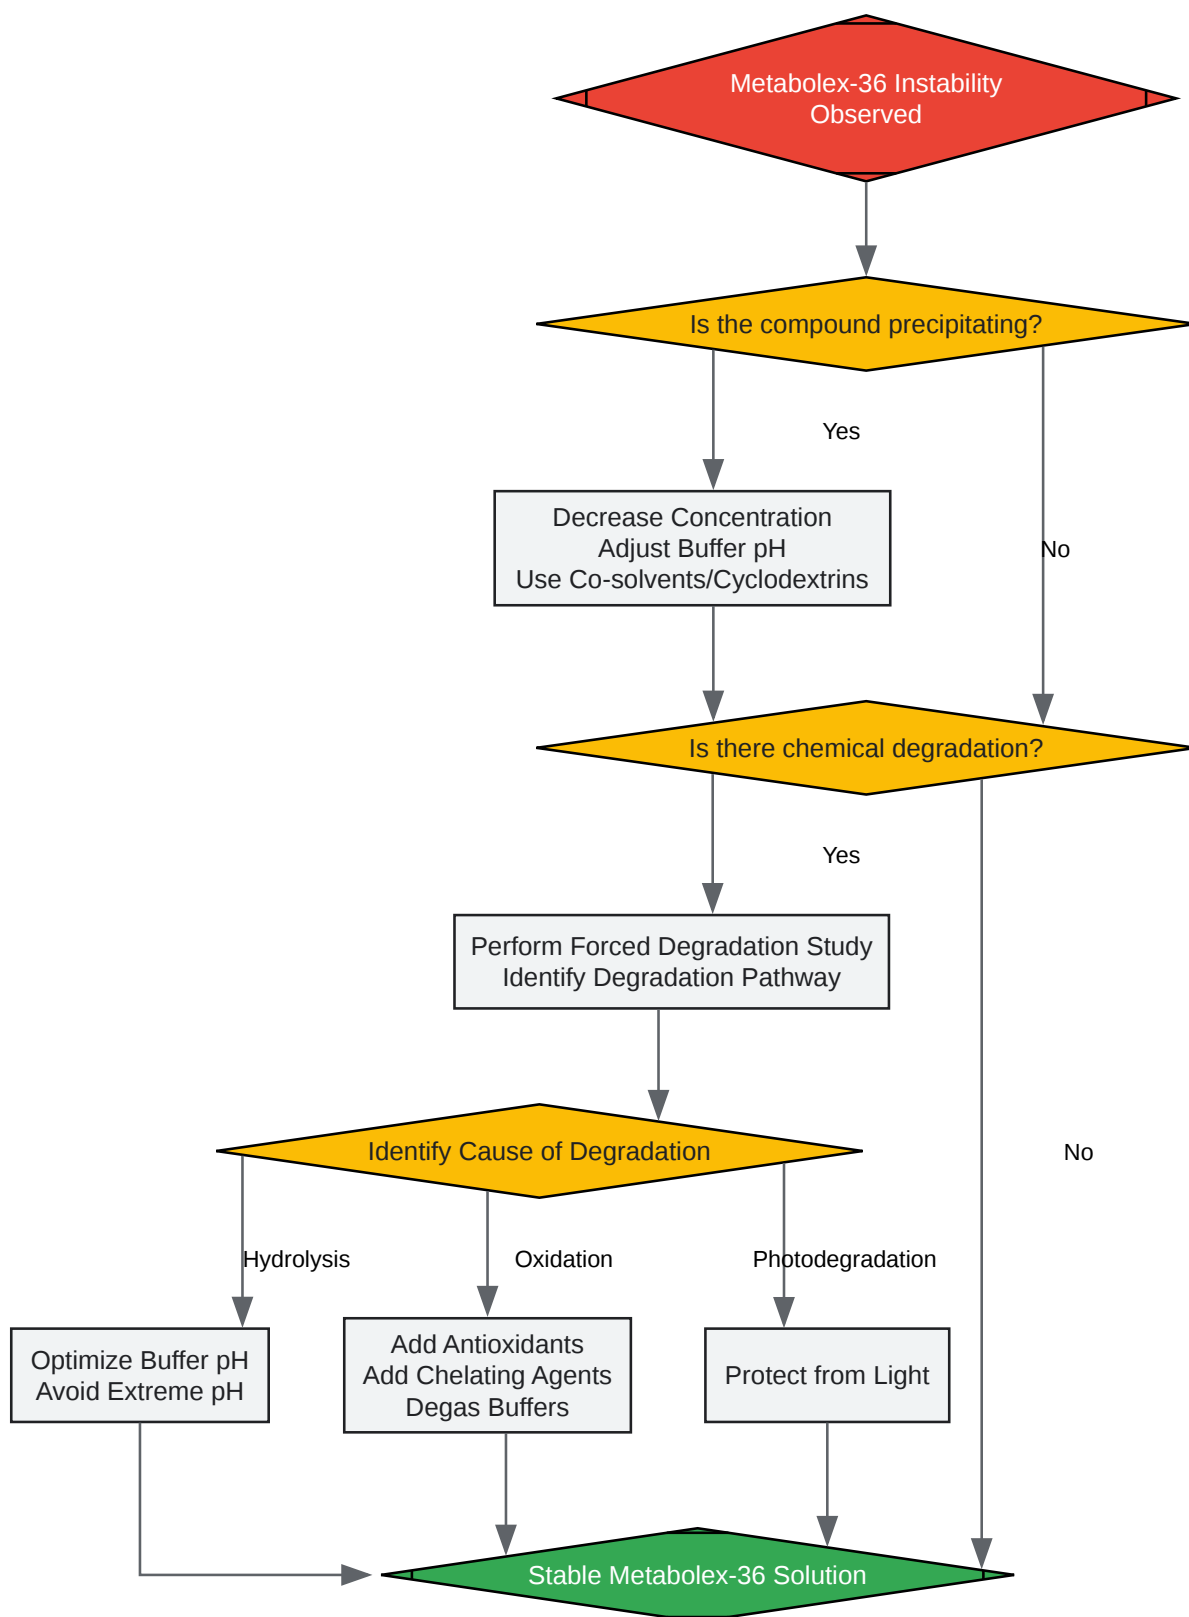 Metabolex-36 Instability
Observed
Is the compound precipitating?
Yes
Decrease Concentration
Adjust Buffer pH
Use Co-solvents/Cyclodextrins
No
Is there chemical degradation?
Yes
Perform Forced Degradation Study
Identify Degradation Pathway
Identify Cause of Degradation
No
Hydrolysis
Oxidation
Photodegradation
Optimize Buffer pH
Avoid Extreme pH
Add Antioxidants
Add Chelating Agents
Degas Buffers
Protect from Light
Stable Metabolex-36 Solution